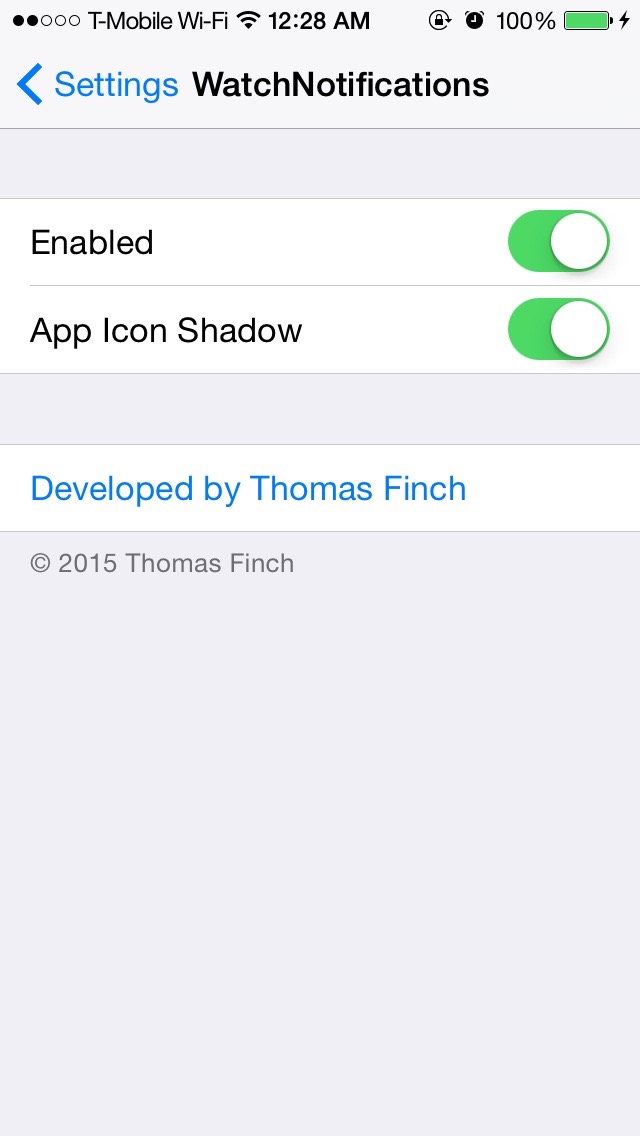 T-Mobile Wi-Fi 12:28 AM 100%
Settings WatchNotifications
Enabled
App Icon Shadow
Developed by Thomas Finch
© 2015 Thomas Finch